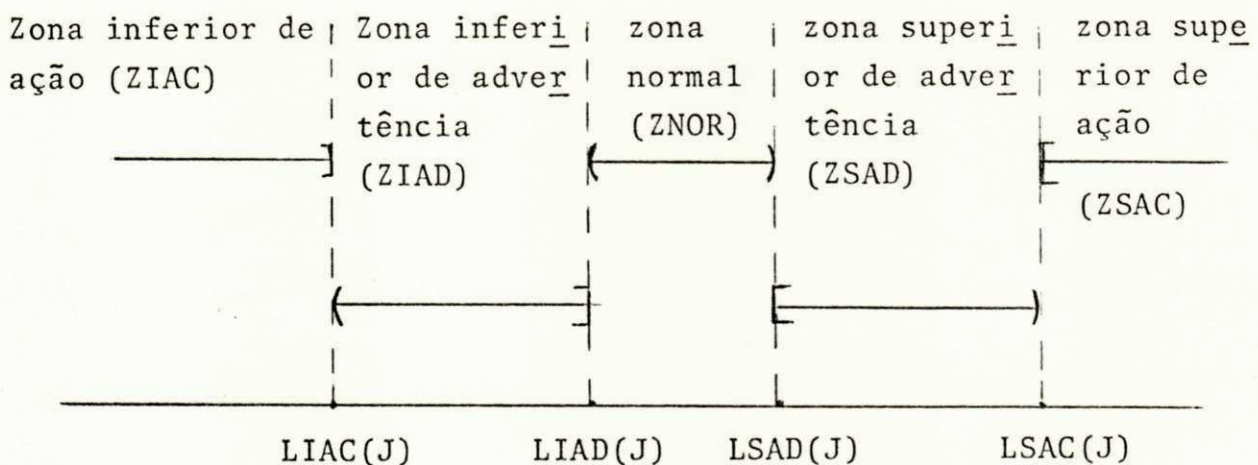 Zona inferior de
ação (ZIAC)
Zona inferi
or de adver
tência
(ZIAD)
zona
normal
(ZNOR)
zona superi
or de adver
tência
(ZSAD)
zona supe
rior de
ação
(ZSAC)
LIAC(J)
LIAD(J)
LSAD(J)
LSAC(J)